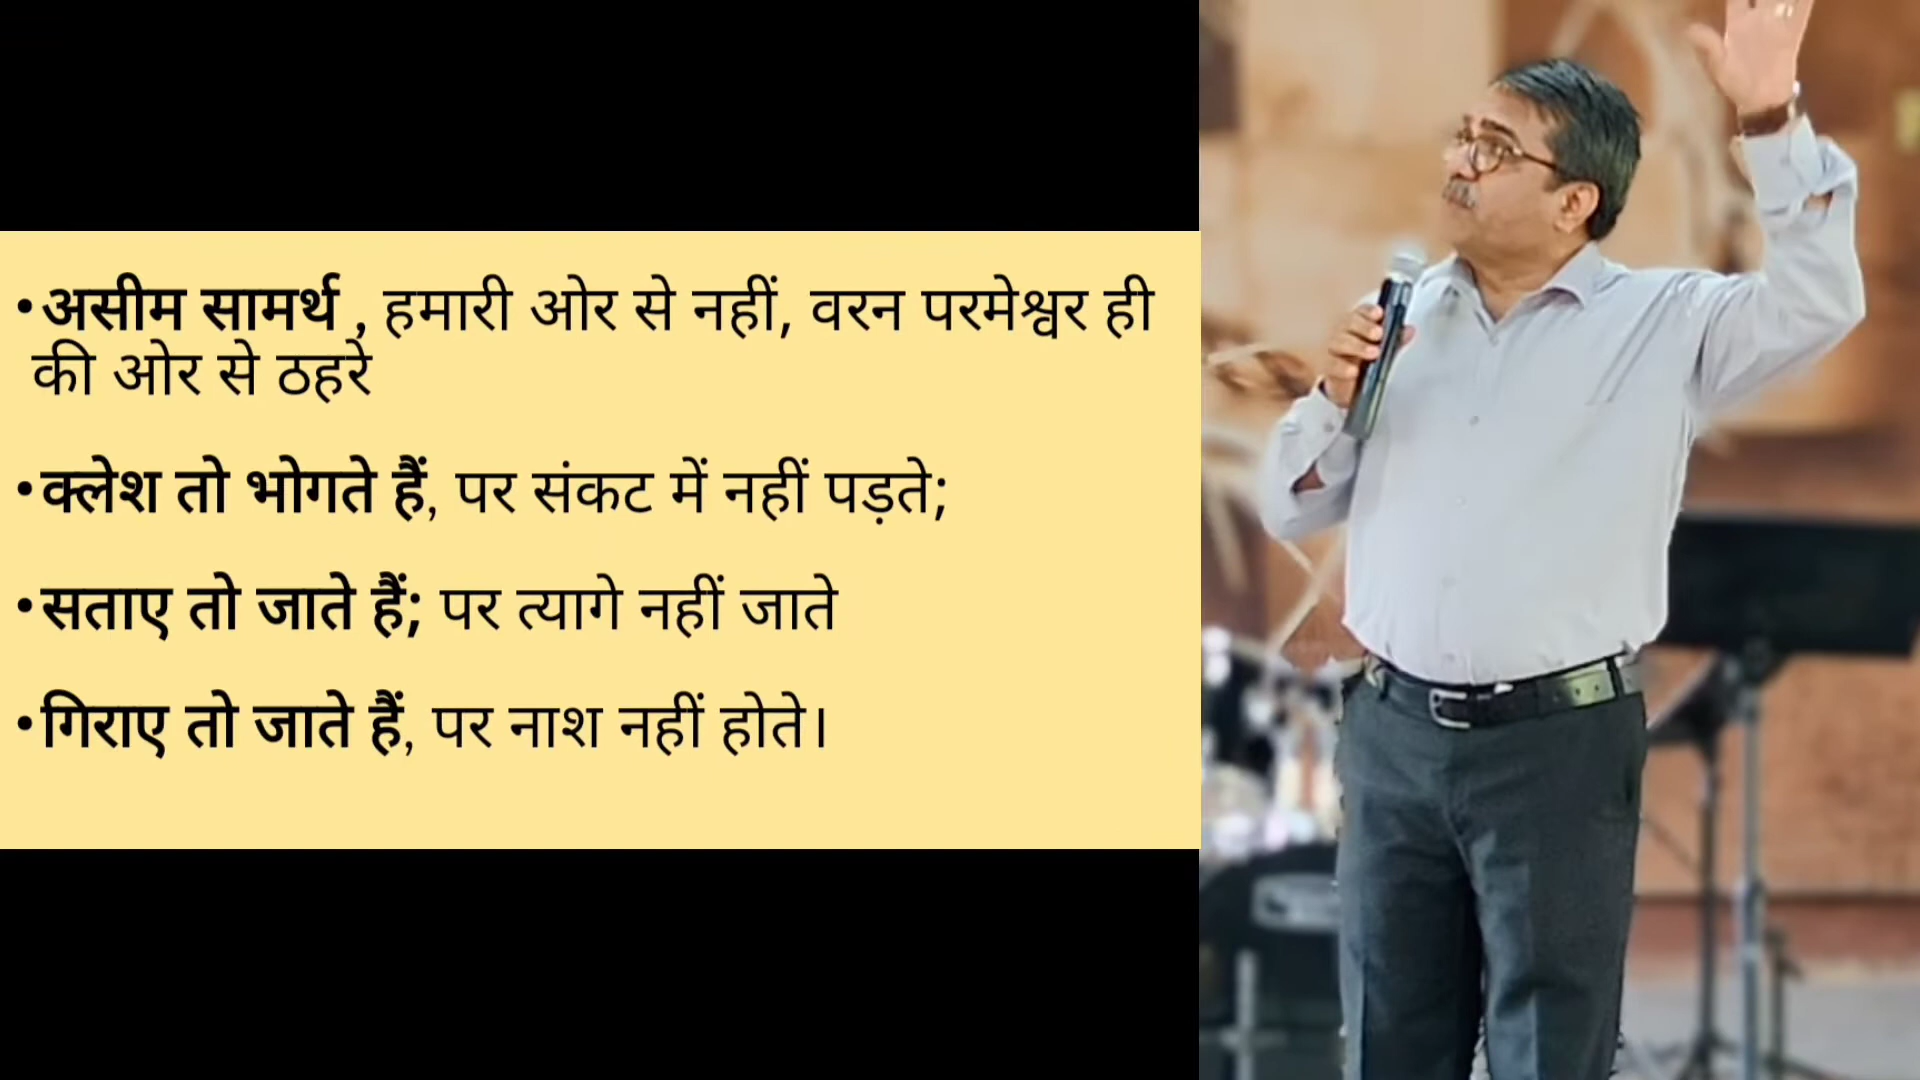 •असीम सामर्थ , हमारी ओर से नहीं, वरन परमेश्वर ही
की ओर से ठहरे
•क्लेश तो भोगते हैं, पर संकट में नहीं पड़ते;
•सताए तो जाते हैं; पर त्यागे नहीं जाते
•गिराए तो जाते हैं, पर नाश नहीं होते।